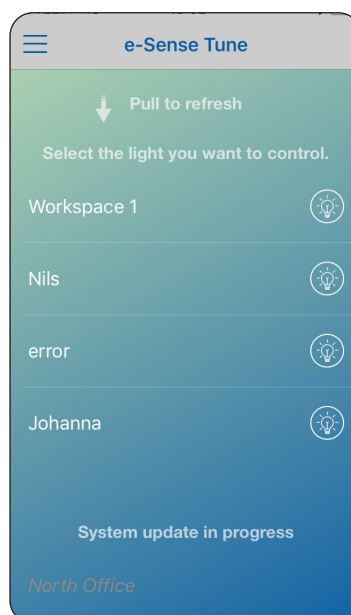 e-Sense Tune
Pull to refresh
Select the light you want to control.
Workspace 1
Nils
error
Johanna
System update in progress
North Office